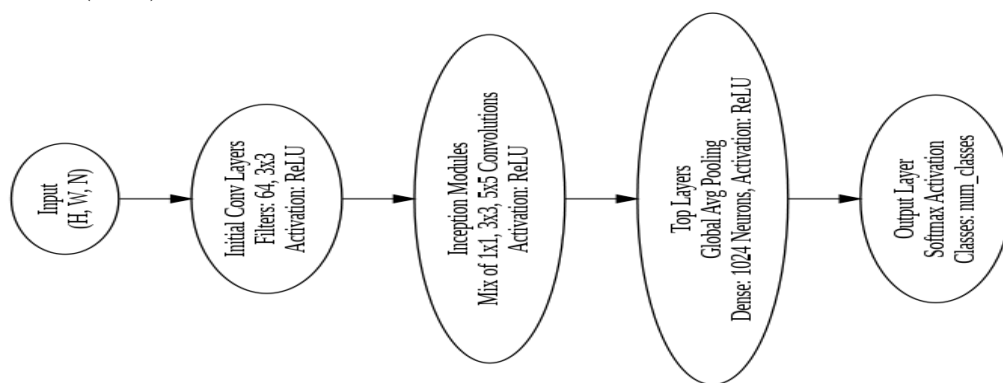 Input
(H, W, N)
Initial Conv Layers
Filters: 64, 3x3
Activation: ReLU
Inception Modules
Mix of 1x1, 3x3, 5x5 Convolutions
Activation: ReLU
Top Layers
Global Avg Pooling
Dense: 1024 Neurons, Activation: ReLU
Output Layer
Softmax Activation
Classes: num_classes